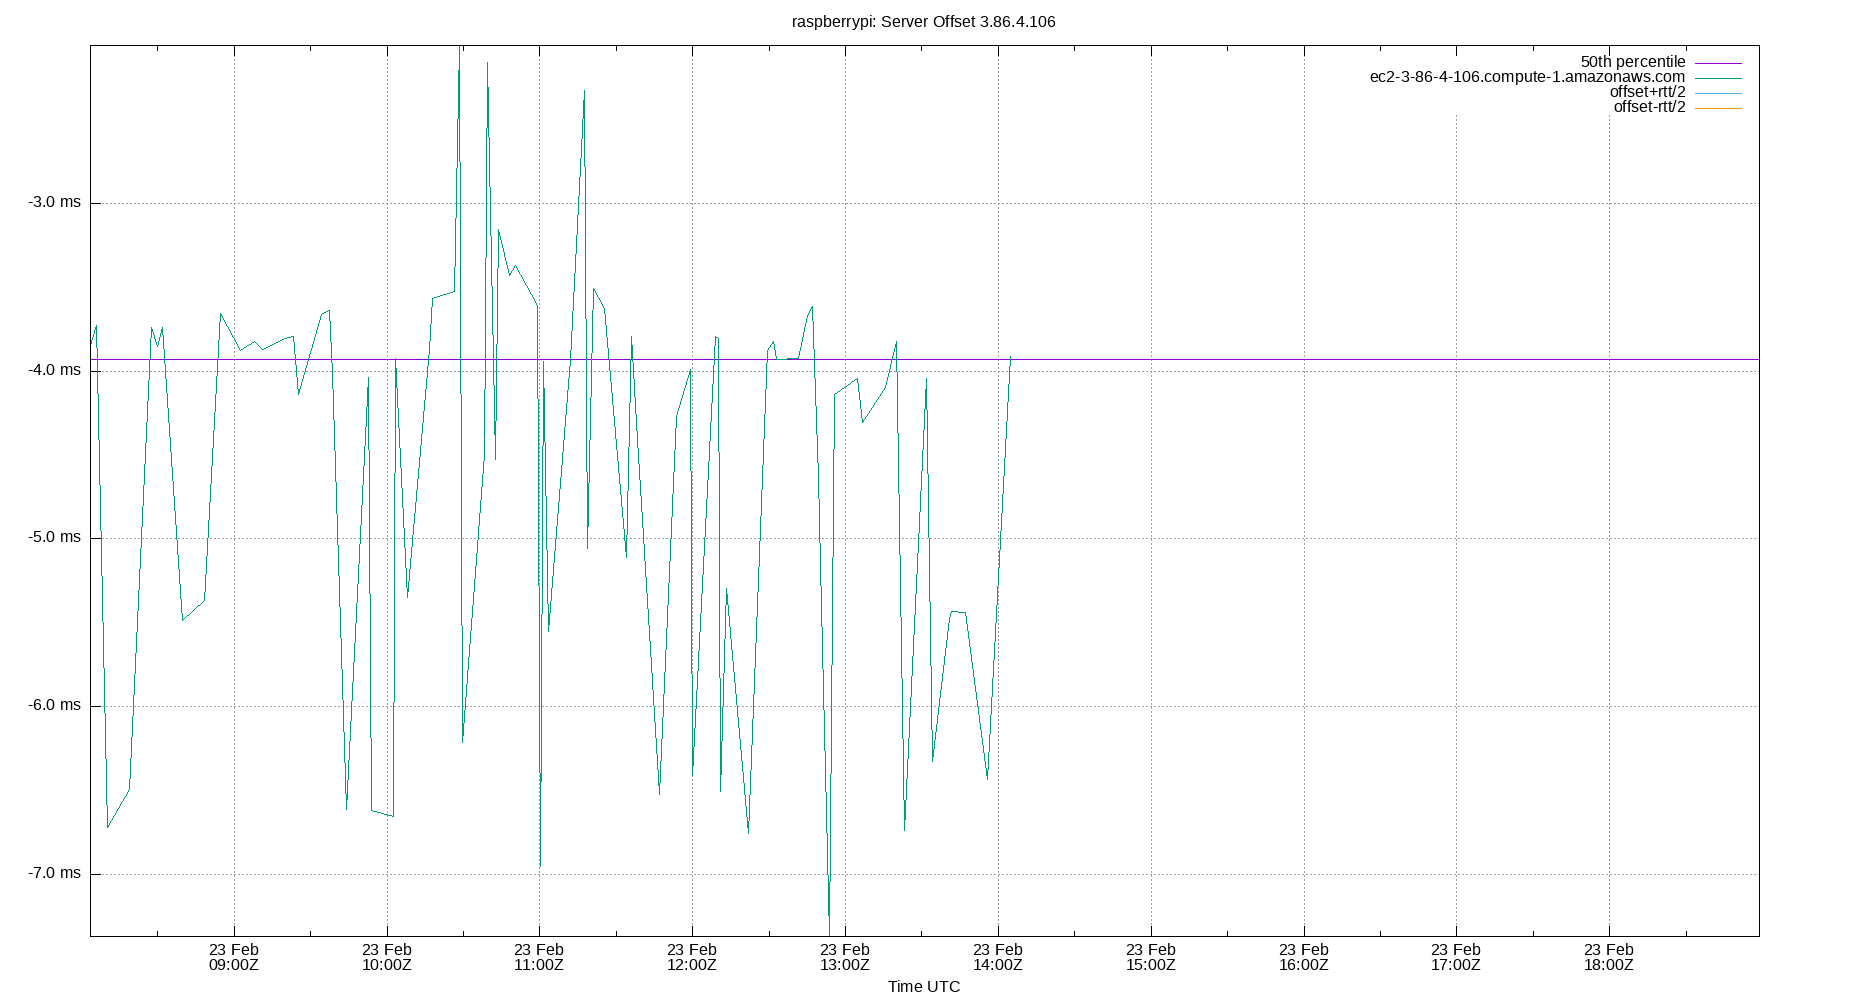 raspberrypi: Server Offset 3.86.4.106
50th percentile
ec2-3-86-4-106.compute-1.amazonaws.com
offset+rtt/2
offset-rtt/2
-3.0 ms
-4.0 ms
-5.0 ms
-6.0 ms
-7.0 ms
23 Feb 23 Feb 23 Feb 23 Feb 23 Feb 23 Feb 23 Feb 23 Feb 23 Feb 23 Feb
09:00Z 10:00Z 11:00Z 12:00Z 13:00Z 14:00Z 15:00Z 16:00Z 17:00Z 18:00Z
Time UTC